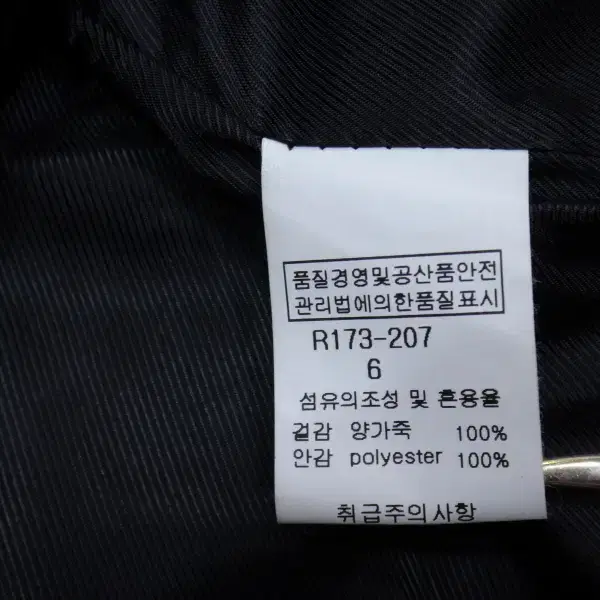 품질경영및공산품안전
관리법에의한품질표시
R173-207
6
섬유의조성 및 혼용율
겉감 양가죽 100%
안감 polyester 100%
취급주의사항